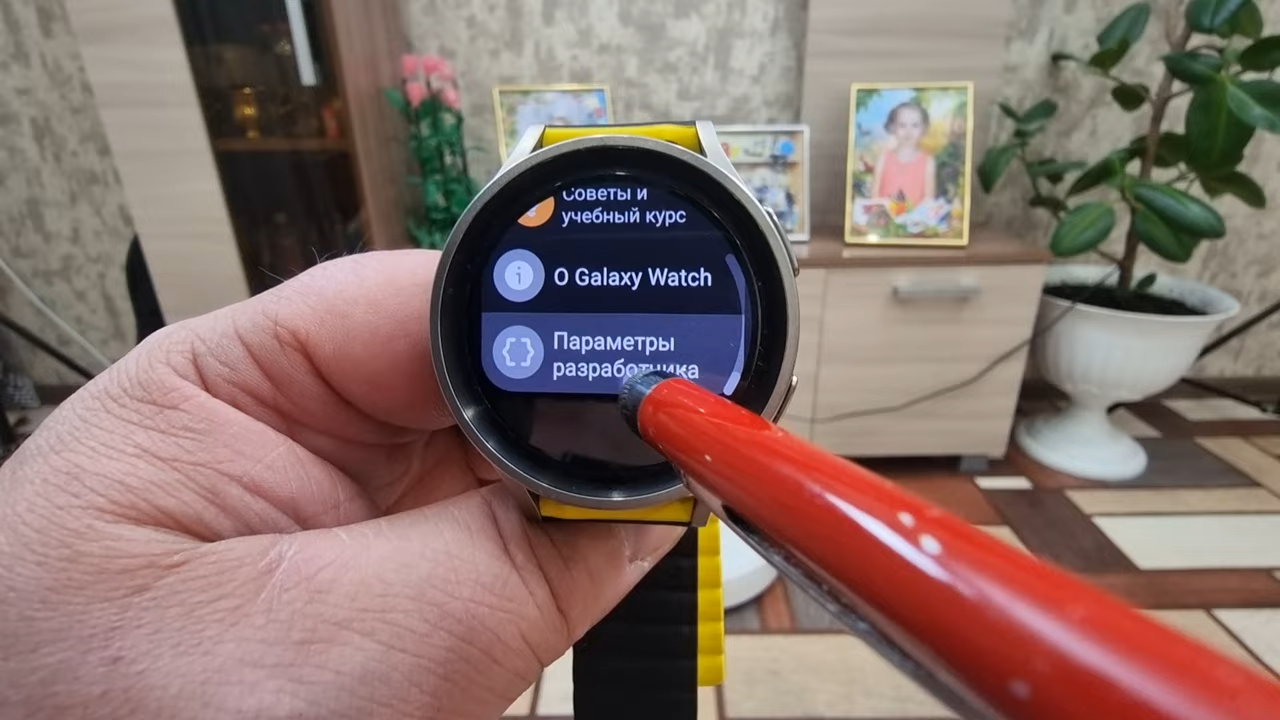 Советы и
учебный курс
О Galaxy Watch
Параметры
разработчика